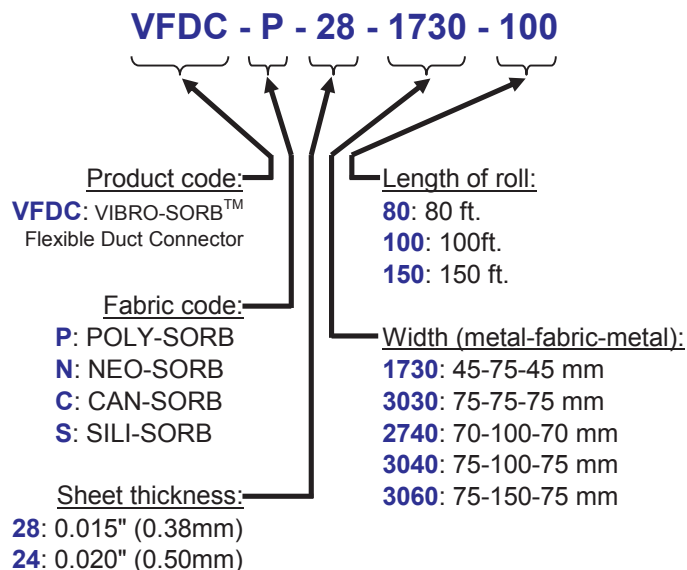 VFDC - P - 28 - 1730 - 100
Product code:
VFDC: VIBRO-SORB™
Flexible Duct Connector
Fabric code:
P: POLY-SORB
N: NEO-SORB
C: CAN-SORB
S: SILI-SORB
Sheet thickness:
28: 0.015" (0.38mm)
24: 0.020" (0.50mm)
Length of roll:
80: 80 ft.
100: 100ft.
150: 150 ft.
Width (metal-fabric-metal):
1730: 45-75-45 mm
3030: 75-75-75 mm
2740: 70-100-70 mm
3040: 75-100-75 mm
3060: 75-150-75 mm